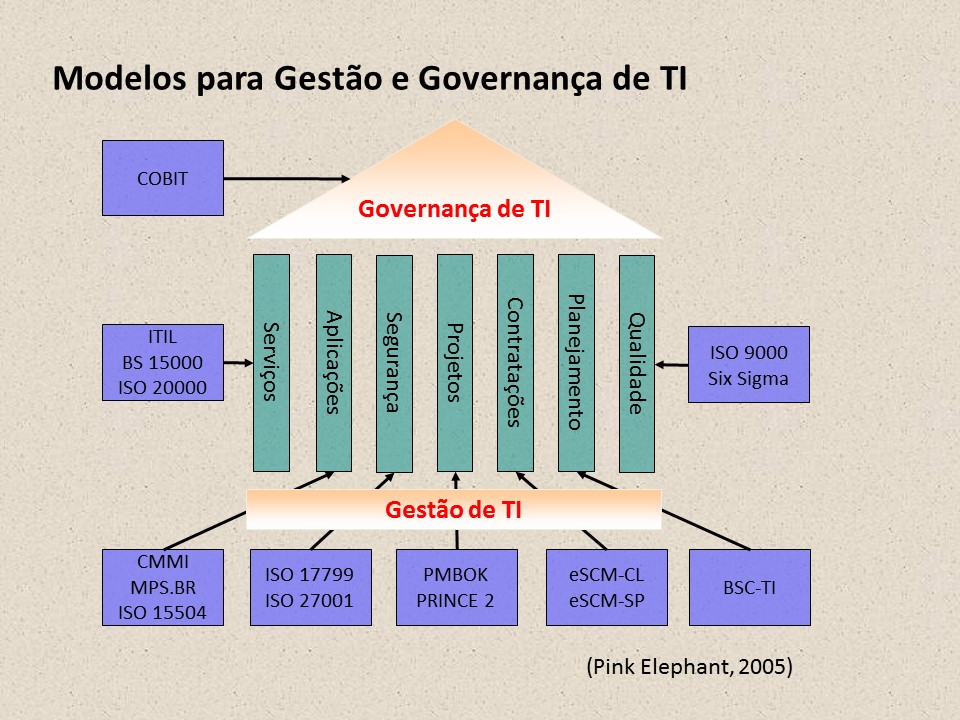 Modelos para Gestão e Governança de TI
COBIT
Governança de TI
ITIL
BS 15000
ISO 20000
Serviços
Aplicações
Segurança
Projetos
Contratações
Planejamento
Qualidade
ISO 9000
Six Sigma
Gestão de TI
CMMI
MPS.BR
ISO 15504
ISO 17799
ISO 27001
PMBOK
PRINCE 2
eSCM-CL
eSCM-SP
BSC-TI
(Pink Elephant, 2005)